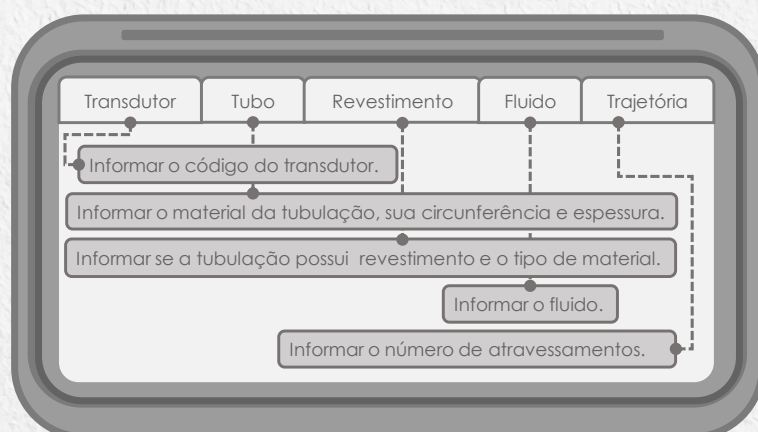 Transdutor Tubo Revestimento Fluido Trajetória
Informar o código do transdutor.
Informar o material da tubulação, sua circunferência e espessura.
Informar se a tubulação possui revestimento e o tipo de material.
Informar o fluido.
Informar o número de atravessamentos.